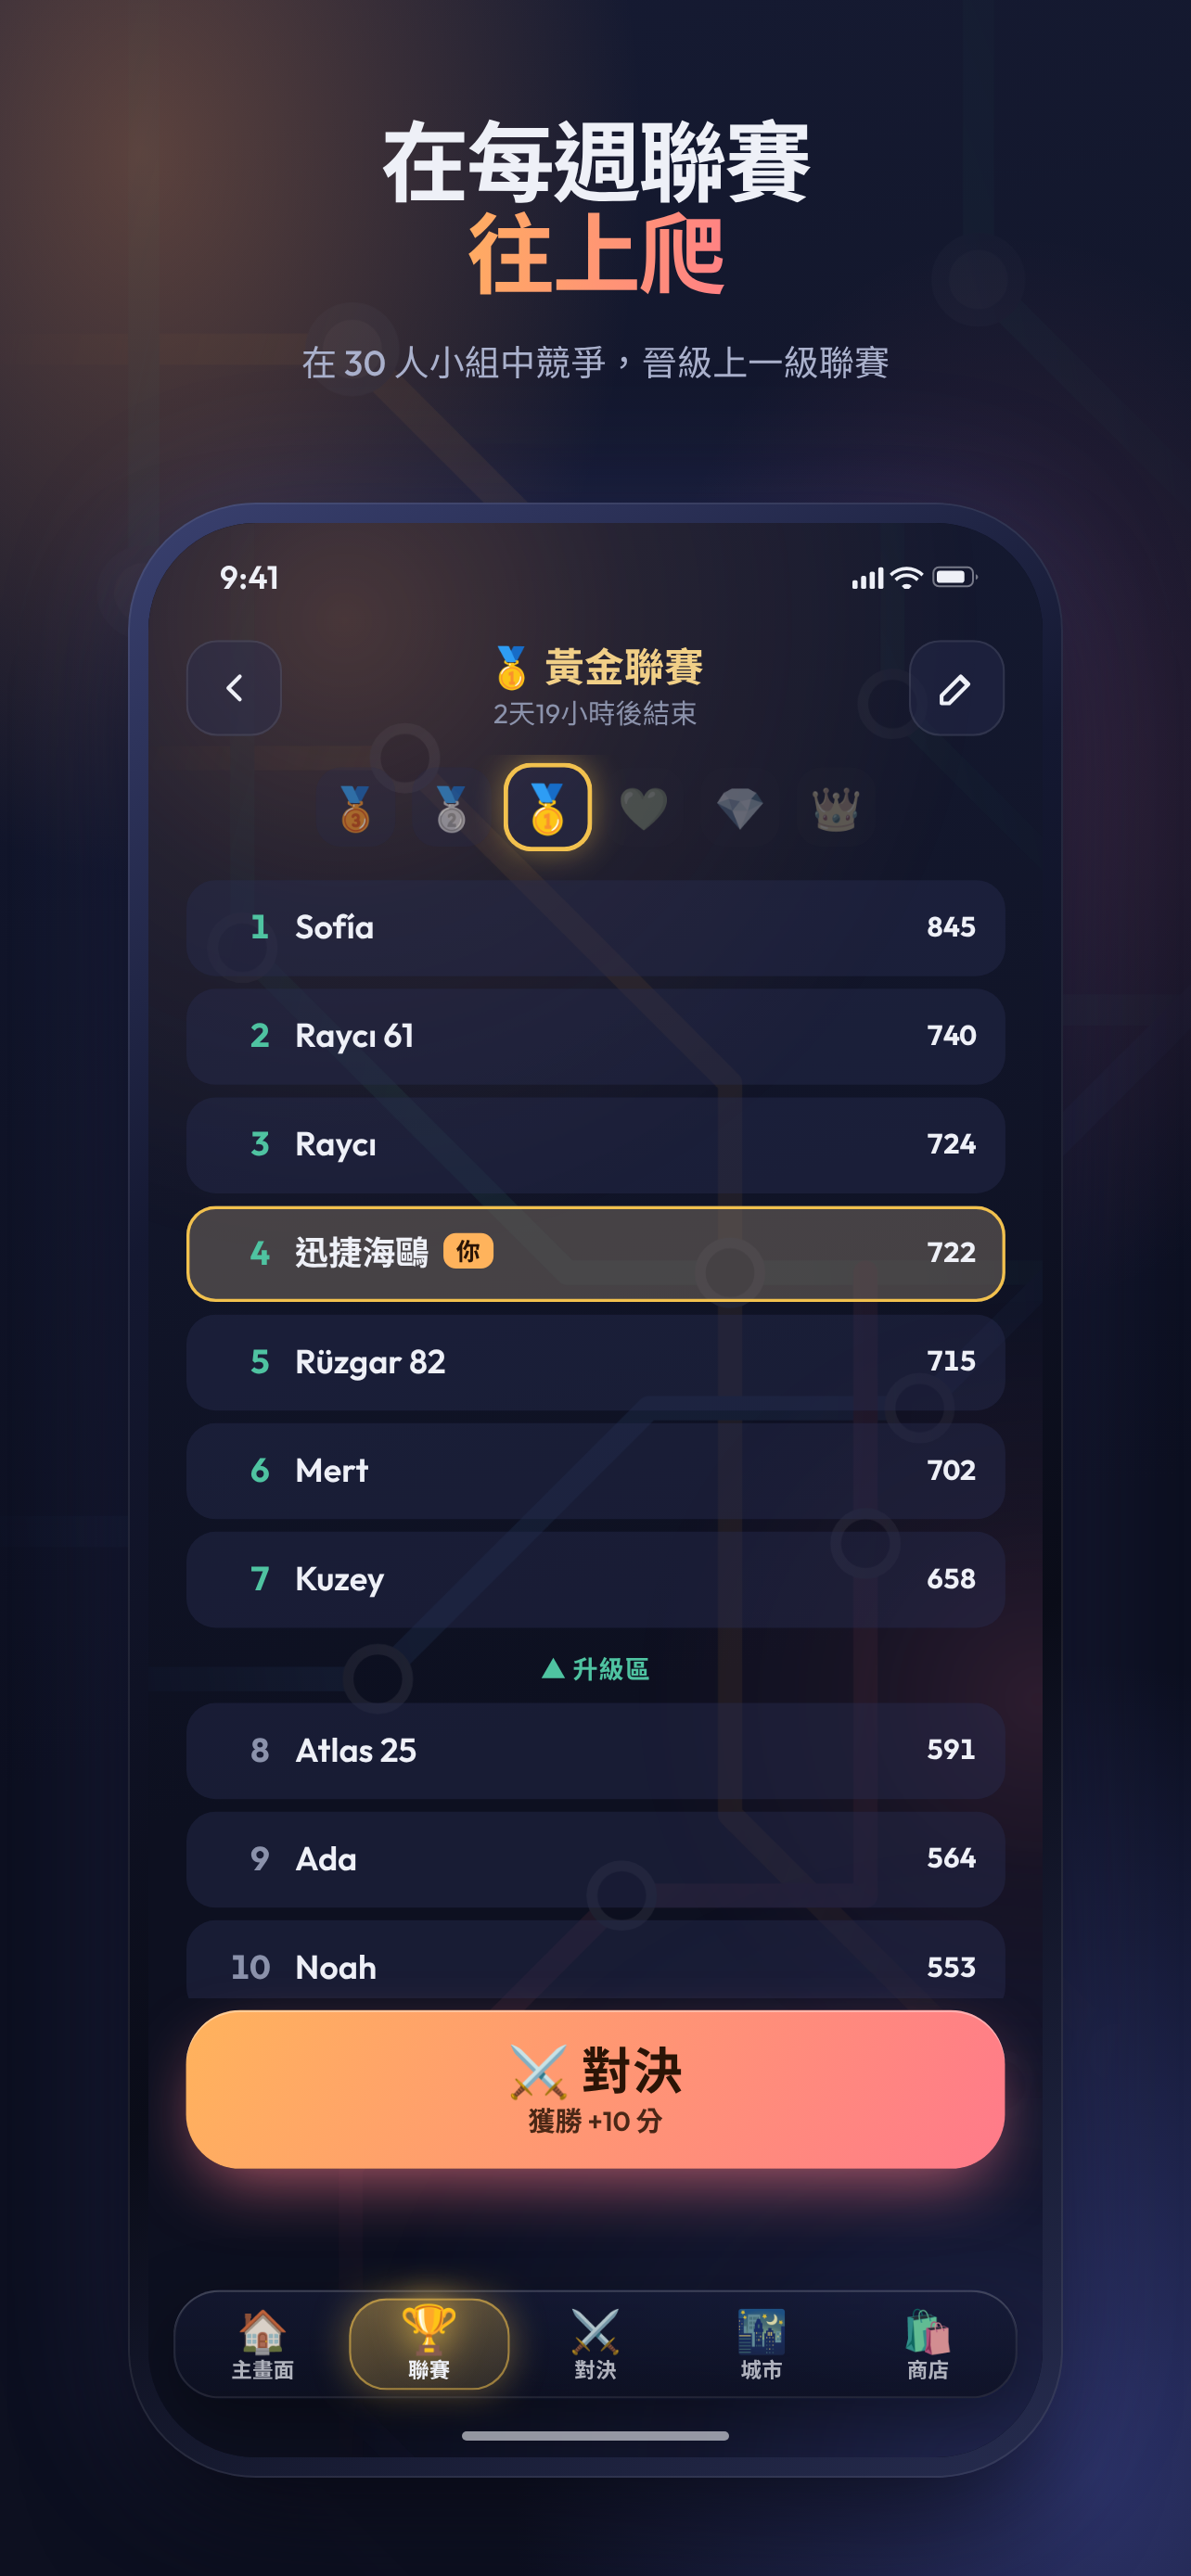 在每週聯賽
往上爬
在 30 人小組中競爭，晉級上一級聯賽
9:41
🥇 黃金聯賽
2天19小時後結束
1 Sofía 845
2 Raycı 61 740
3 Raycı 724
4 迅捷海鷗 你 722
5 Rüzgar 82 715
6 Mert 702
7 Kuzey 658
▲ 升級區
8 Atlas 25 591
9 Ada 564
10 Noah 553
⚔️ 對決
獲勝 +10 分
主畫面 聯賽 對決 城市 商店